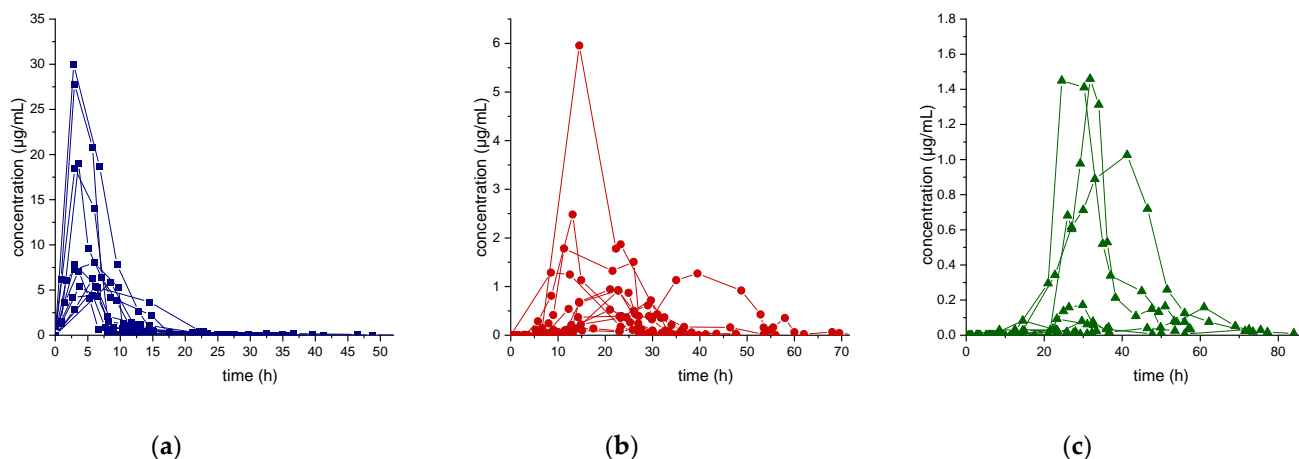 35
30
25
20
15
10
5
0
concentration (µg/mL)
0 5 10 15 20 25 30 35 40 45 50
time (h)
(a)
6
5
4
3
2
1
0
concentration (µg/mL)
0 10 20 30 40 50 60 70
time (h)
(b)
1.8
1.6
1.4
1.2
1.0
0.8
0.6
0.4
0.2
0.0
concentration (µg/mL)
0 20 40 60 80
time (h)
(c)